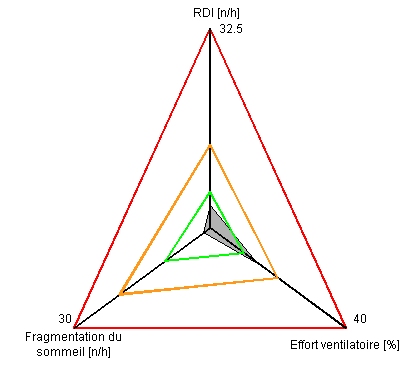 RDI [n/h]
32.5
30
40
Fragmentation du
sommeil [n/h]
Effort ventilatoire [%]